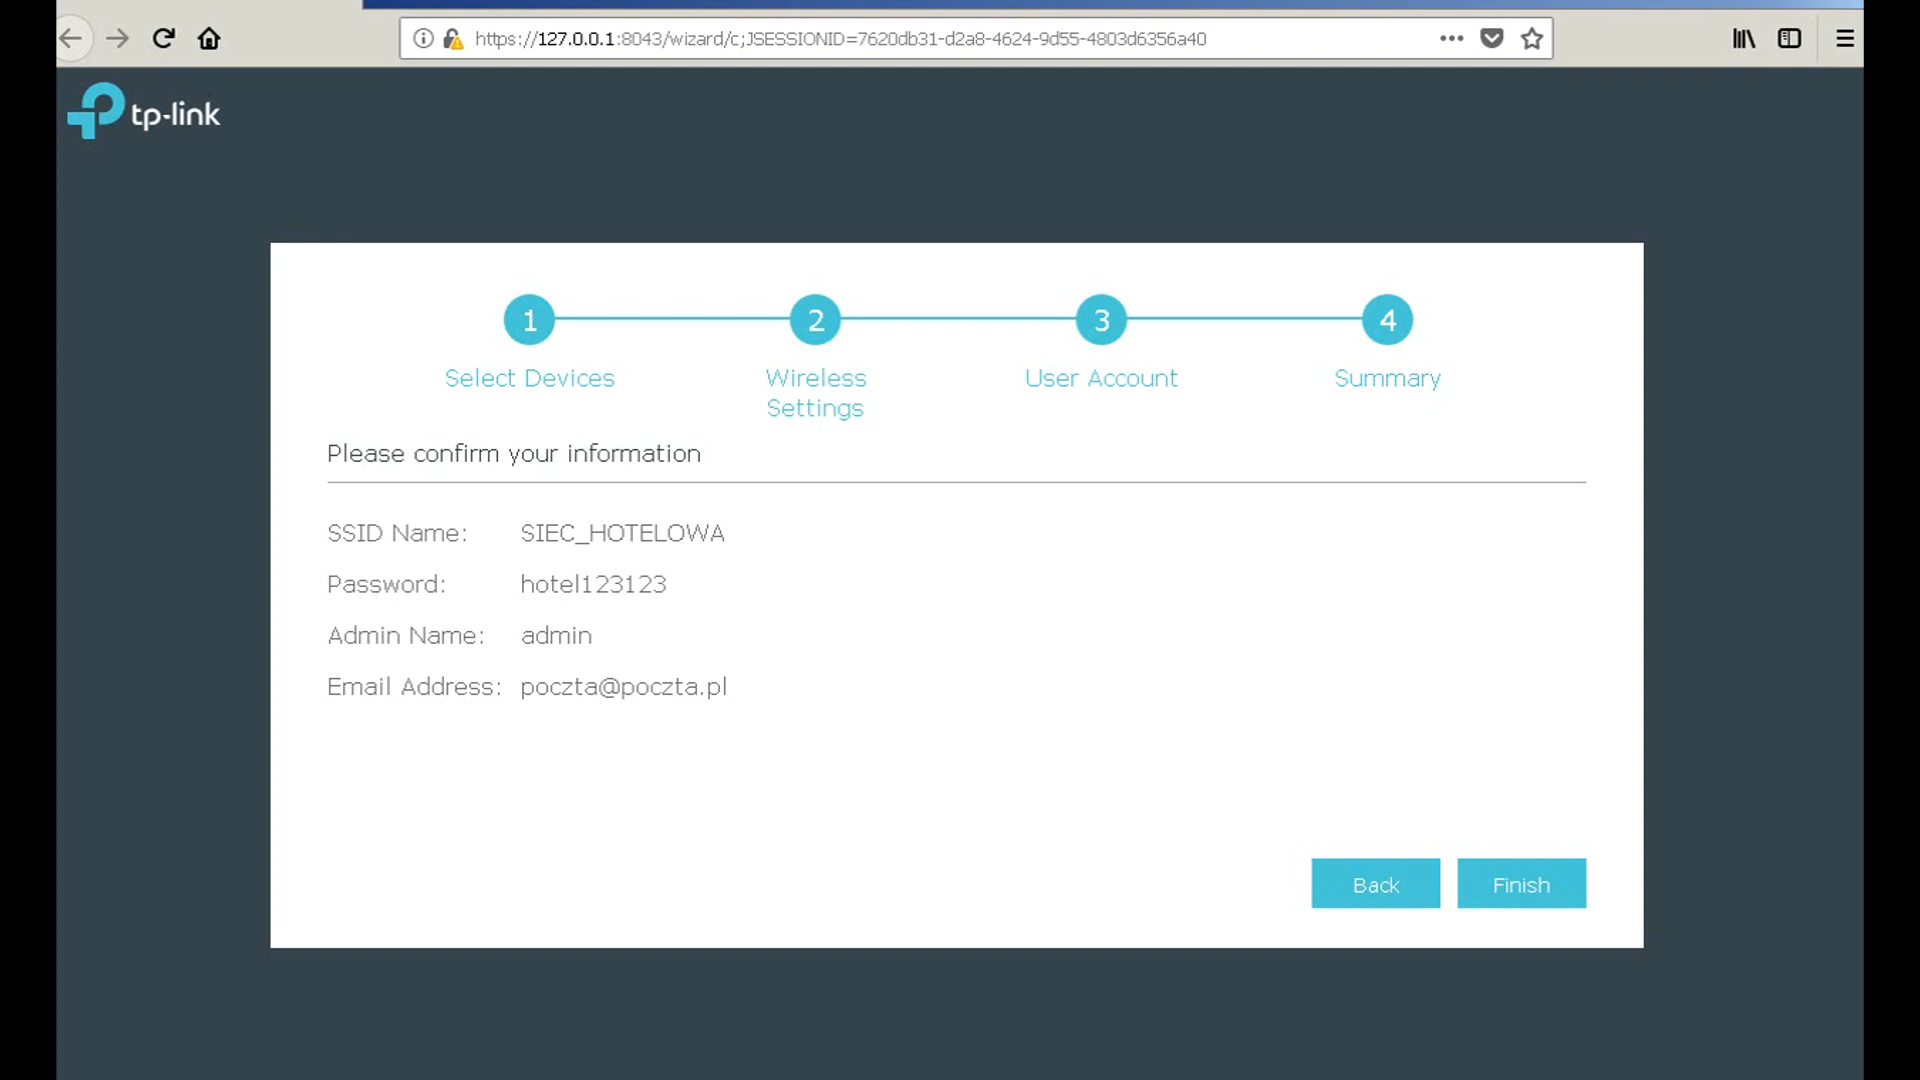 https://127.0.0.1:8043/wizard/c;JSESSIONID=7620db31-d2a8-4624-9d55-4803d6356a40
tp-link
1 2 3 4
Select Devices Wireless Settings User Account Summary
Please confirm your information
SSID Name: SIEC_HOTELOWA
Password: hotel123123
Admin Name: admin
Email Address: poczta@poczta.pl
Back Finish